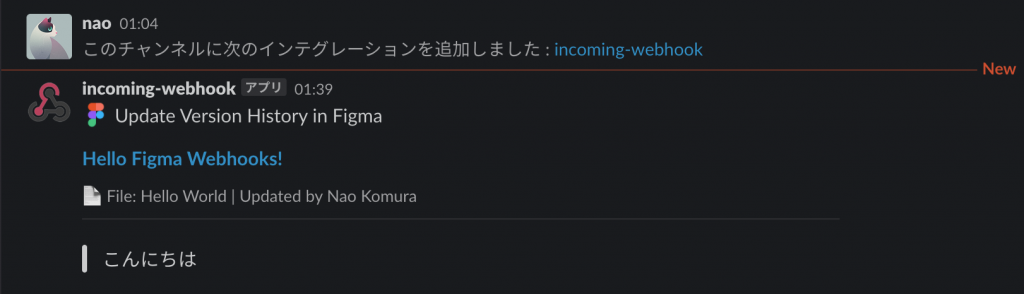 nao 01:04
このチャンネルに次のインテグレーションを追加しました : incoming-webhook
New
incoming-webhook アプリ 01:39
Update Version History in Figma
Hello Figma Webhooks!
File: Hello World | Updated by Nao Komura
こんにちは